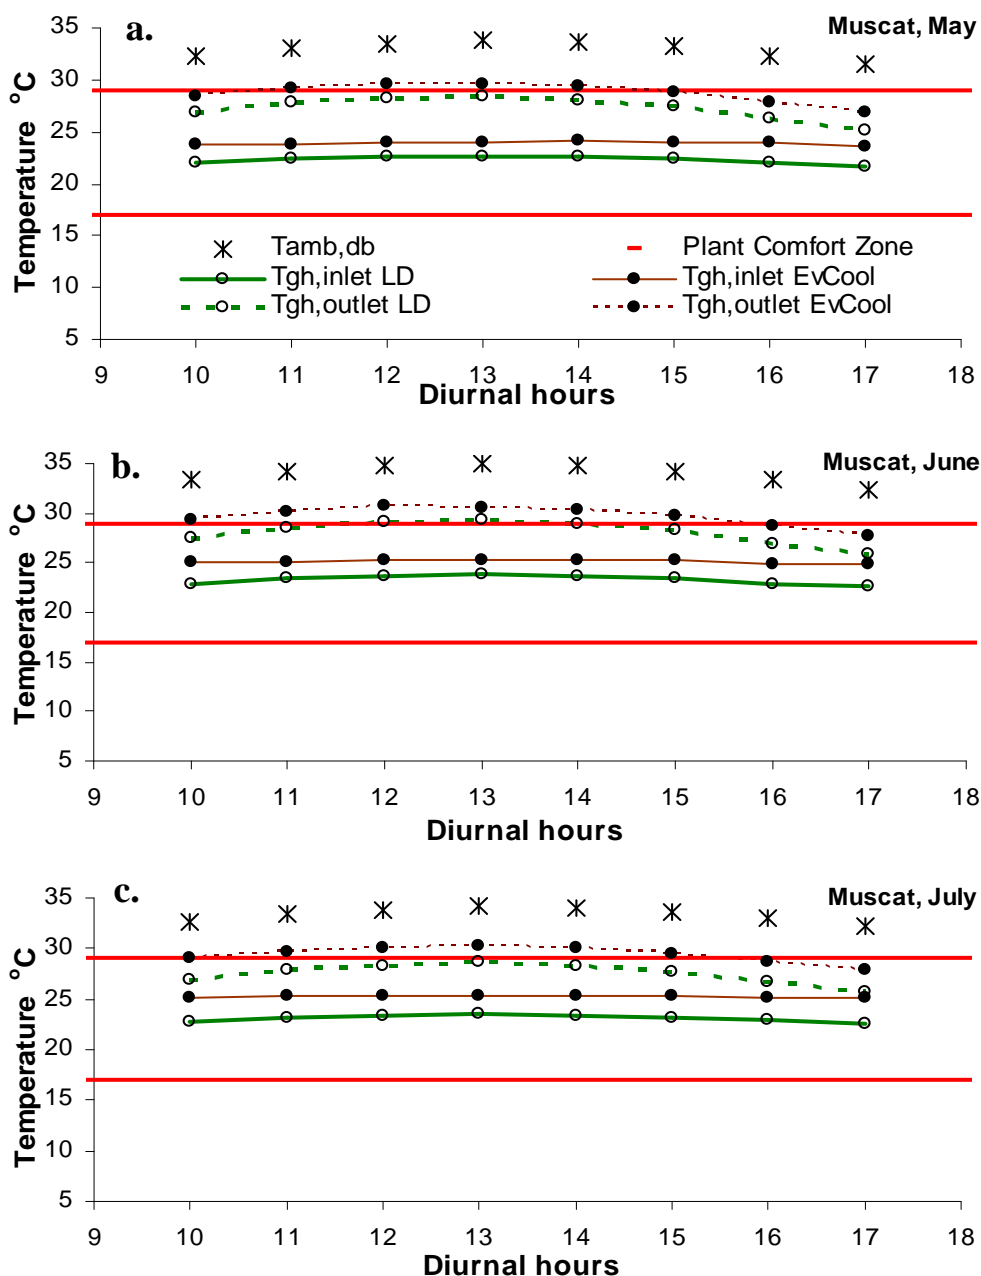 a.
Muscat, May
Temperature °C
35
30
25
20
15
10
5
Tamb,db
Plant Comfort Zone
Tgh,inlet LD
Tgh,inlet EvCool
Tgh,outlet LD
Tgh,outlet EvCool
9 10 11 12 13 14 15 16 17 18
Diurnal hours
b.
Muscat, June
Temperature °C
35
30
25
20
15
10
5
9 10 11 12 13 14 15 16 17 18
Diurnal hours
c.
Muscat, July
Temperature °C
35
30
25
20
15
10
5
9 10 11 12 13 14 15 16 17 18
Diurnal hours